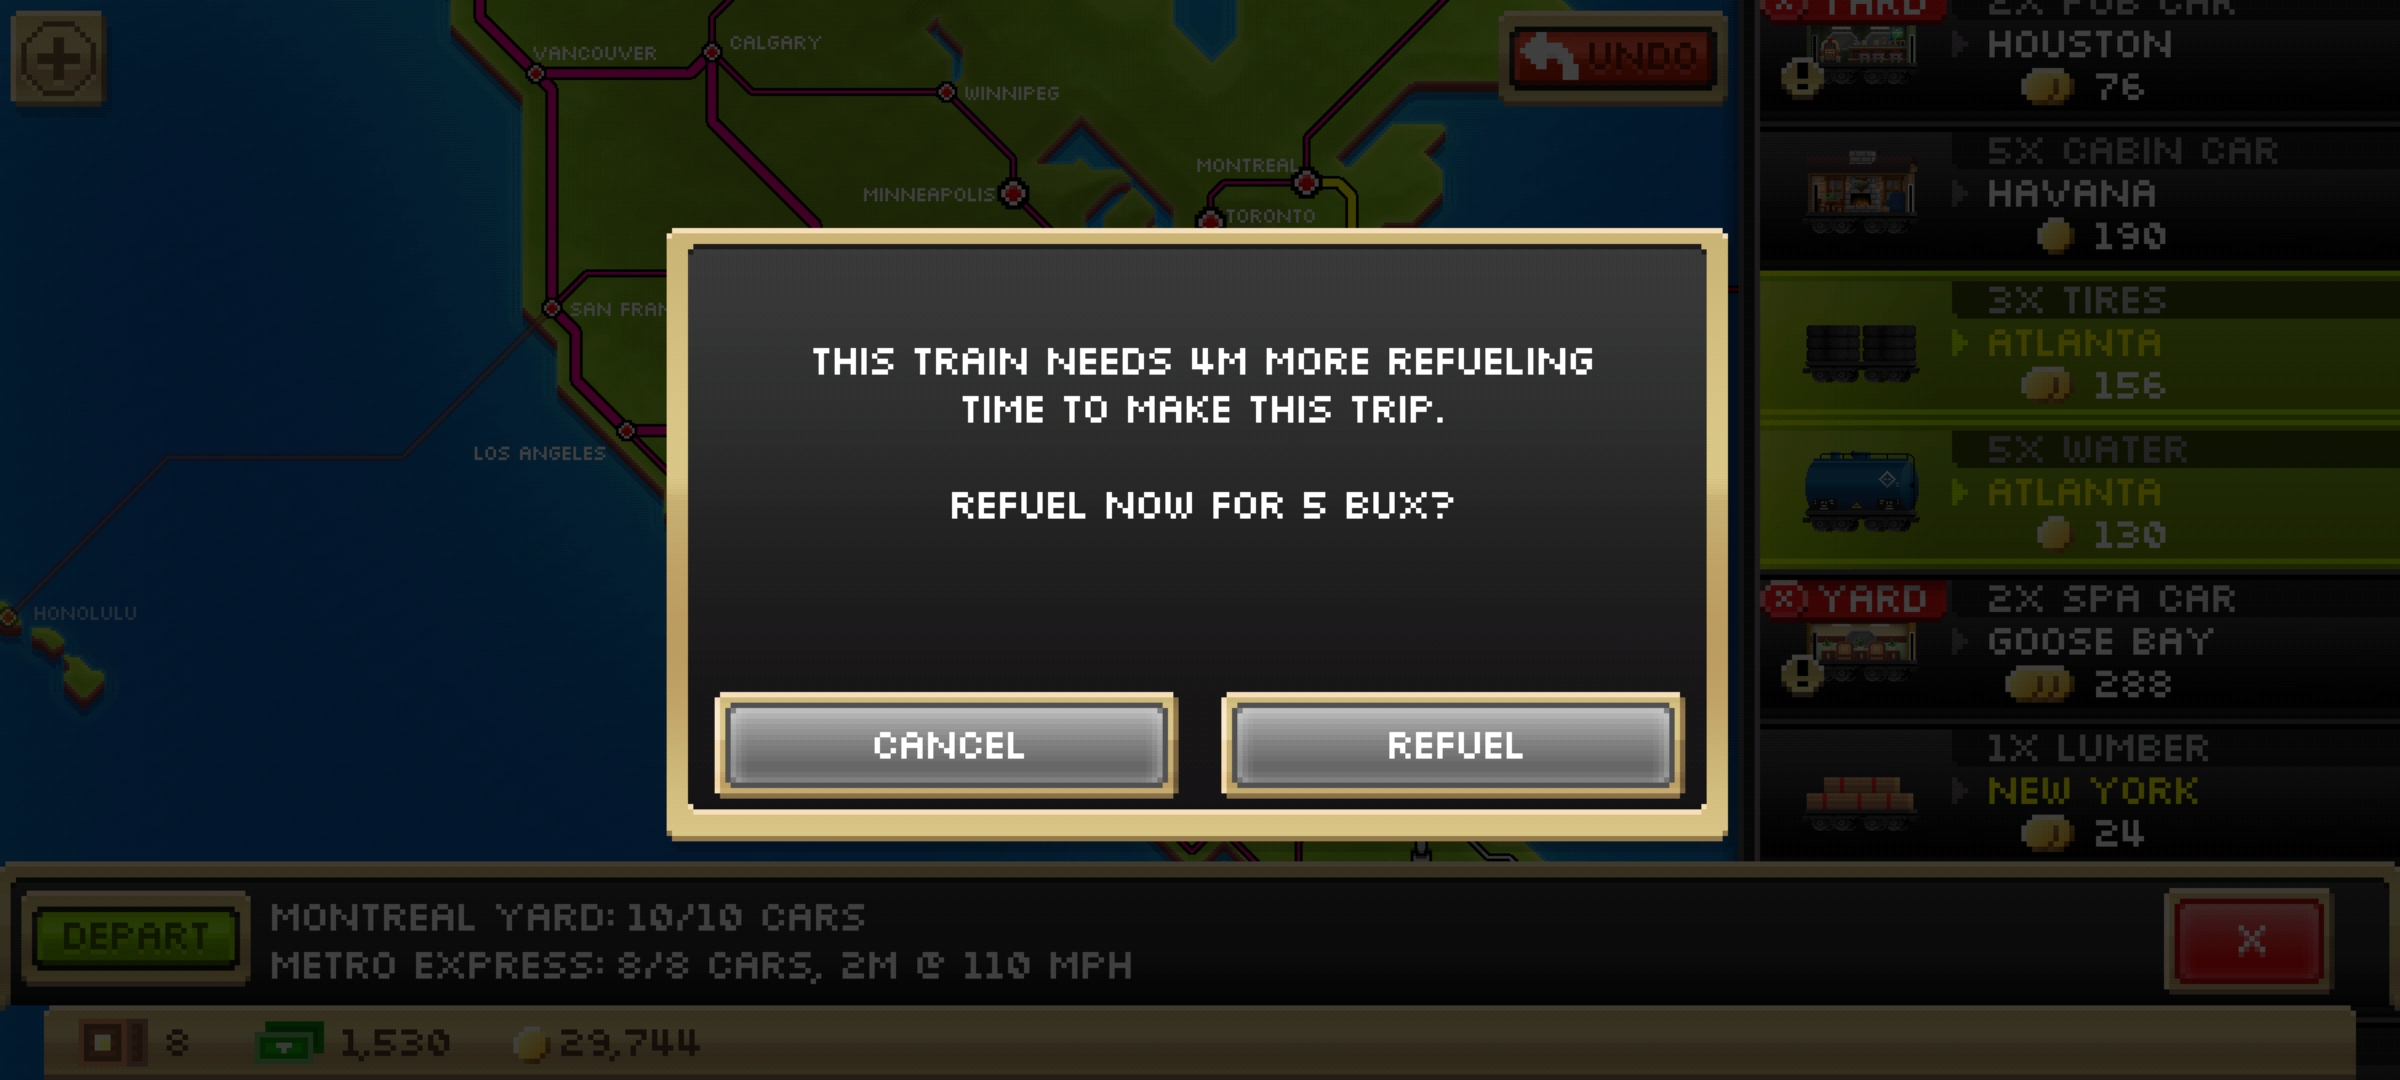 VANCOUVER
CALGARY
WINNIPEG
MINNEAPOLIS
MONTREAL
TORONTO
SAN FRAN
LOS ANGELES
HONOLULU
UNDO
THIS TRAIN NEEDS 4M MORE REFUELING
TIME TO MAKE THIS TRIP.
REFUEL NOW FOR 5 BUX?
CANCEL
REFUEL
YARD
2X PUB CAR
HOUSTON
76
5X CABIN CAR
HAVANA
190
3X TIRES
ATLANTA
156
5X WATER
ATLANTA
130
X YARD
2X SPA CAR
GOOSE BAY
288
1X LUMBER
NEW YORK
24
DEPART
MONTREAL YARD: 10/10 CARS
METRO EXPRESS: 8/8 CARS, 2M @ 110 MPH
X
8
1,530
29,744